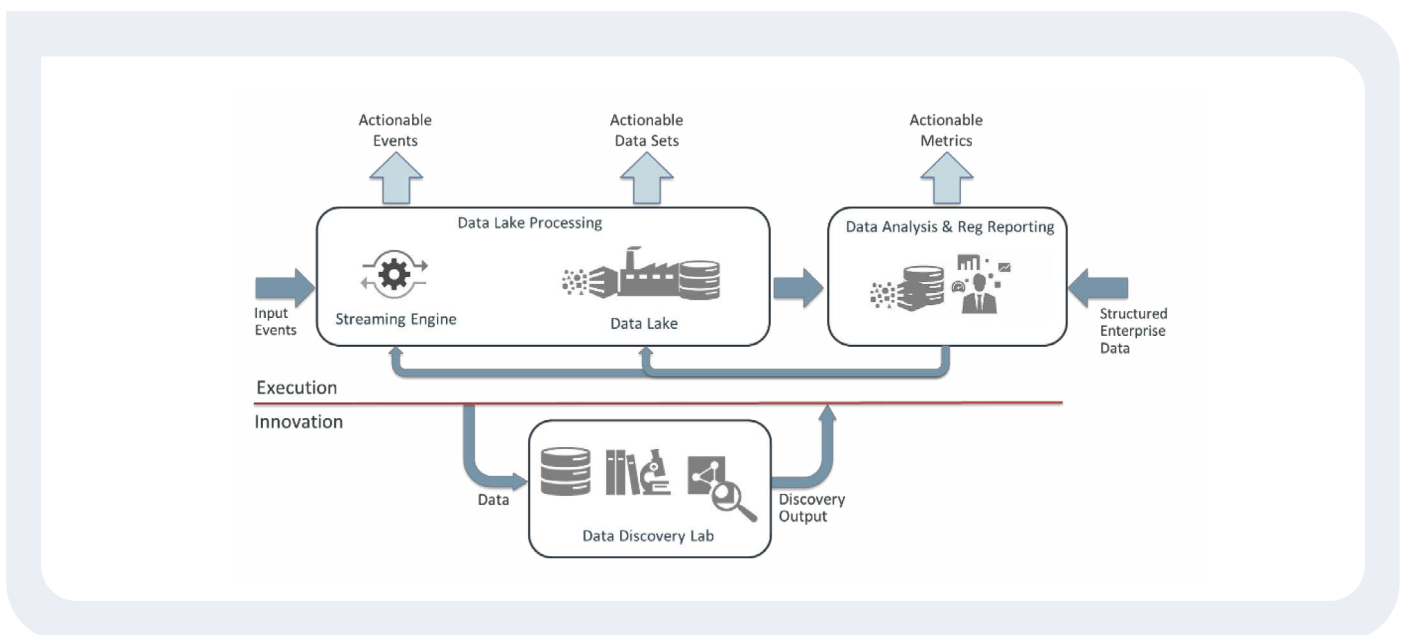 Actionable
Events
Actionable
Data Sets
Actionable
Metrics
Data Lake Processing
Data Analysis & Reg Reporting
Input
Events
Streaming Engine
Data Lake
Structured
Enterprise
Data
Execution
Innovation
Data
Discovery
Output
Data Discovery Lab